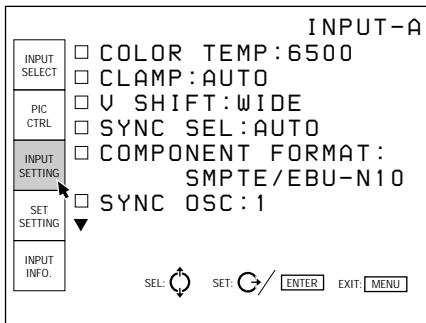 INPUT-A
INPUT
SELECT
PIC
CTRL
INPUT
SETTING
SET
SETTING
INPUT
INFO.
COLOR TEMP:6500
CLAMP:AUTO
V SHIFT:WIDE
SYNC SEL:AUTO
COMPONENT FORMAT:
SMPTE/EBU-N10
SYNC OSC:1
SEL: SET: / ENTER EXIT: MENU